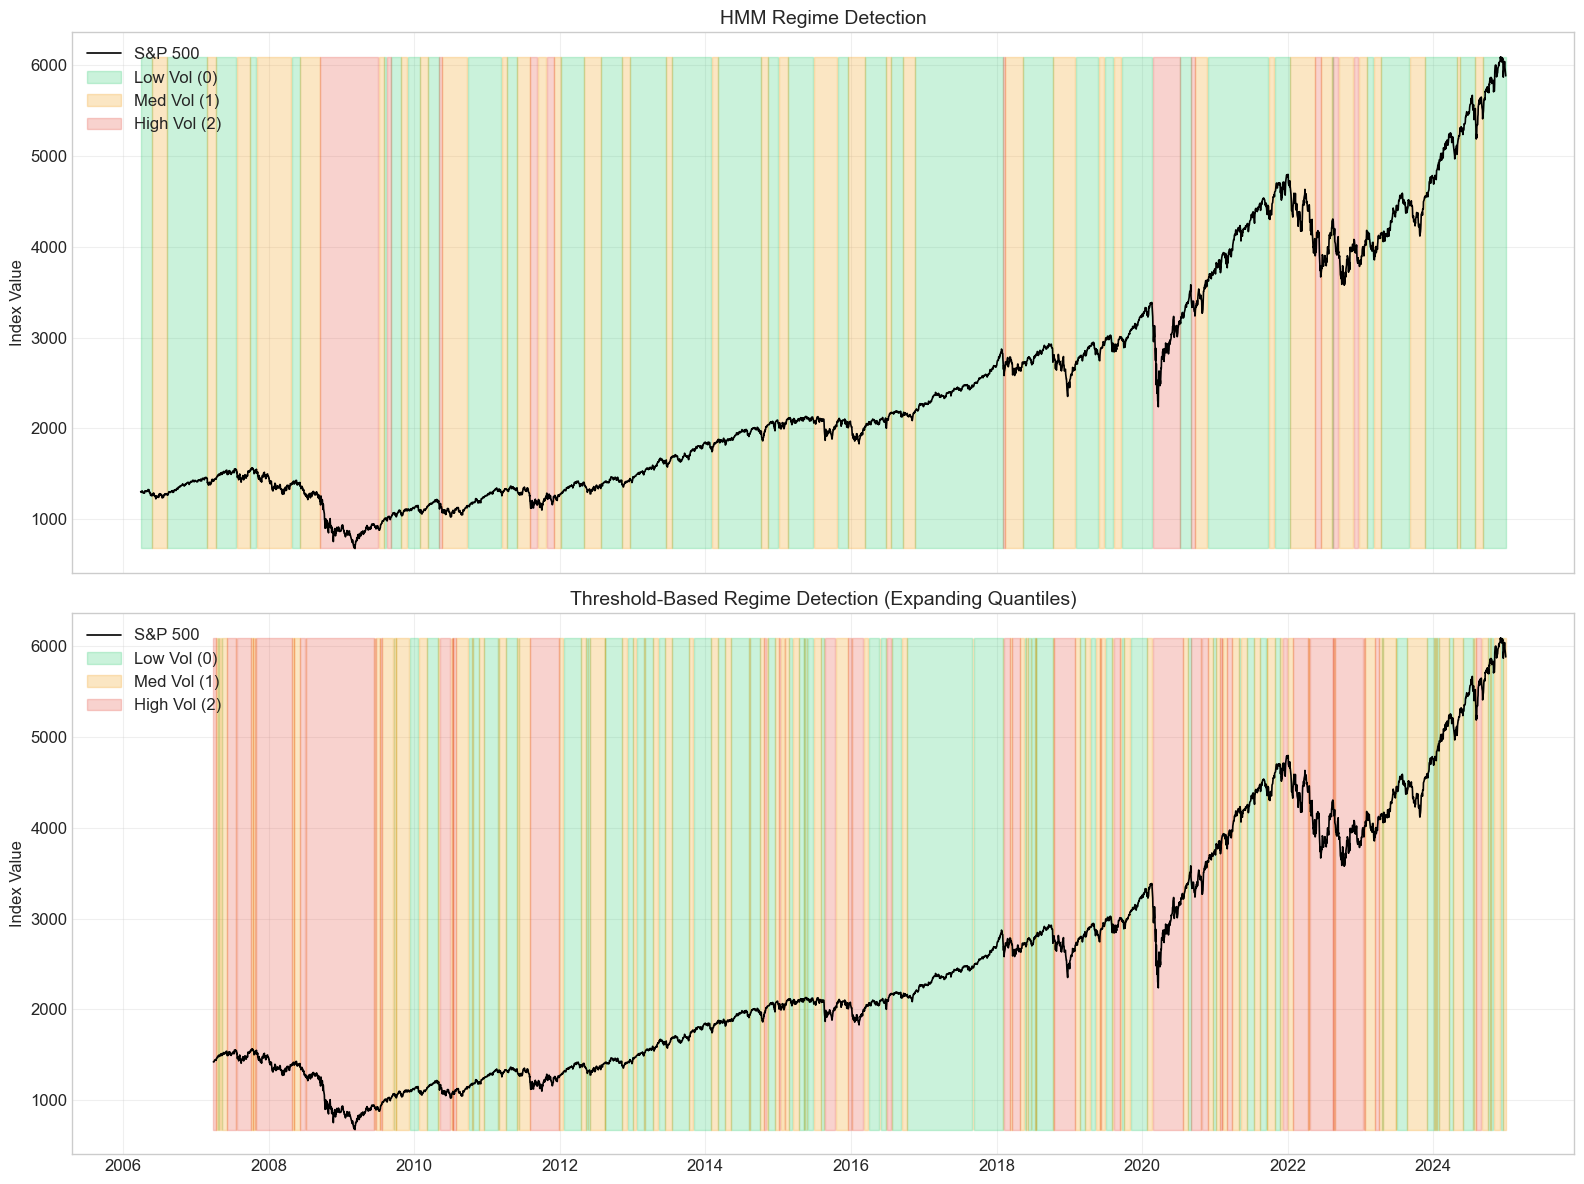 HMM Regime Detection
S&P 500
Low Vol (0)
Med Vol (1)
High Vol (2)
6000
5000
4000
3000
2000
1000
Index Value
Threshold-Based Regime Detection (Expanding Quantiles)
S&P 500
Low Vol (0)
Med Vol (1)
High Vol (2)
6000
5000
4000
3000
2000
1000
Index Value
2006 2008 2010 2012 2014 2016 2018 2020 2022 2024